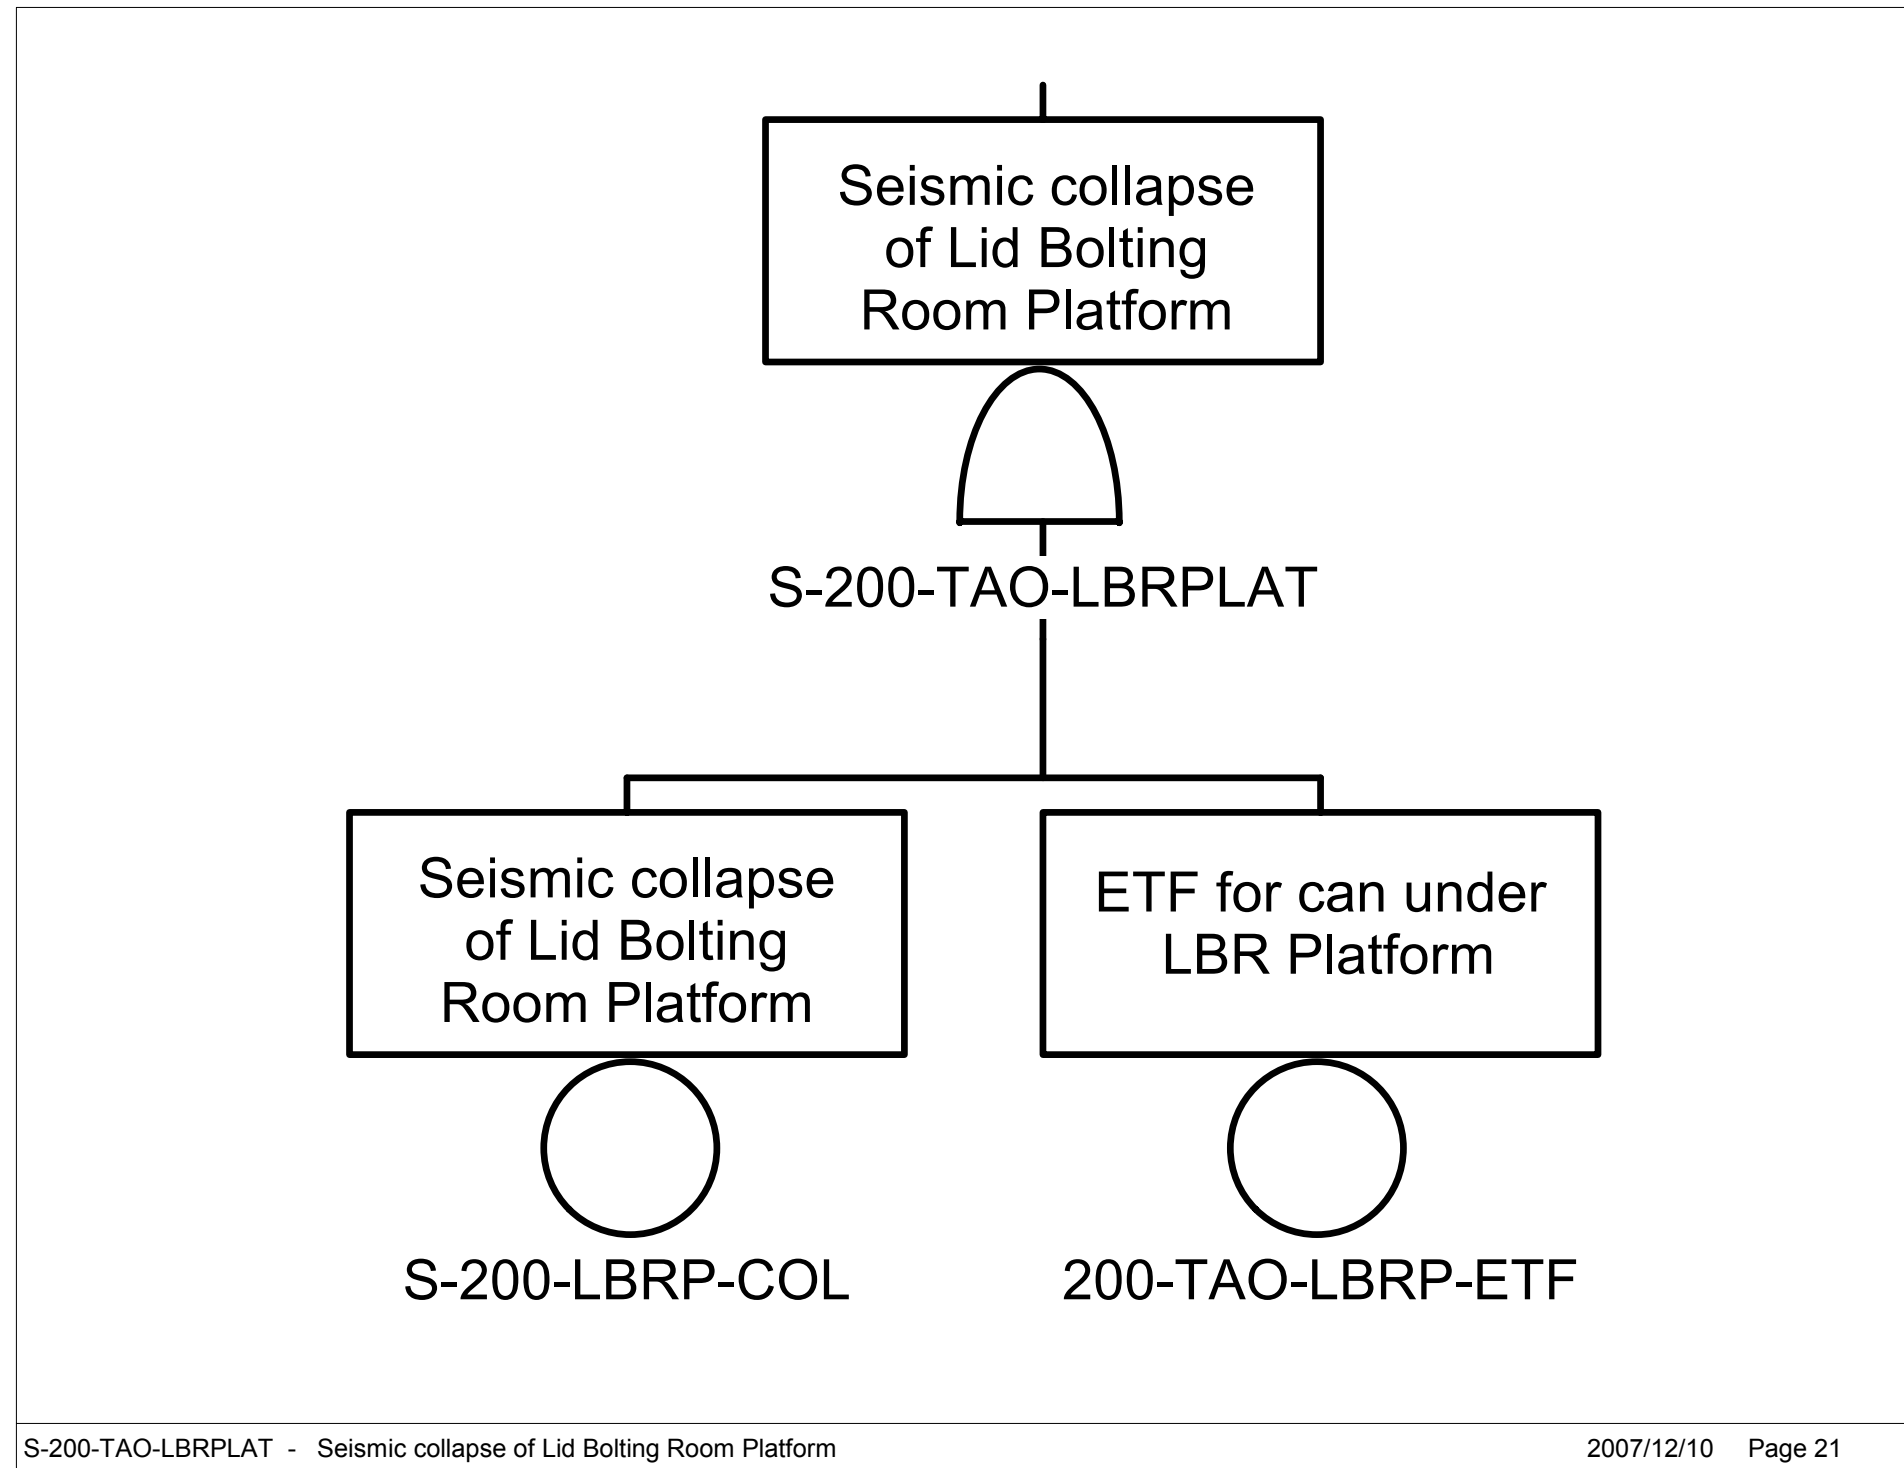 Seismic collapse
of Lid Bolting
Room Platform
S-200-TAO-LBRPLAT
Seismic collapse
of Lid Bolting
Room Platform
ETF for can under
LBR Platform
S-200-LBRP-COL
200-TAO-LBRP-ETF
S-200-TAO-LBRPLAT - Seismic collapse of Lid Bolting Room Platform
2007/12/10 Page 21